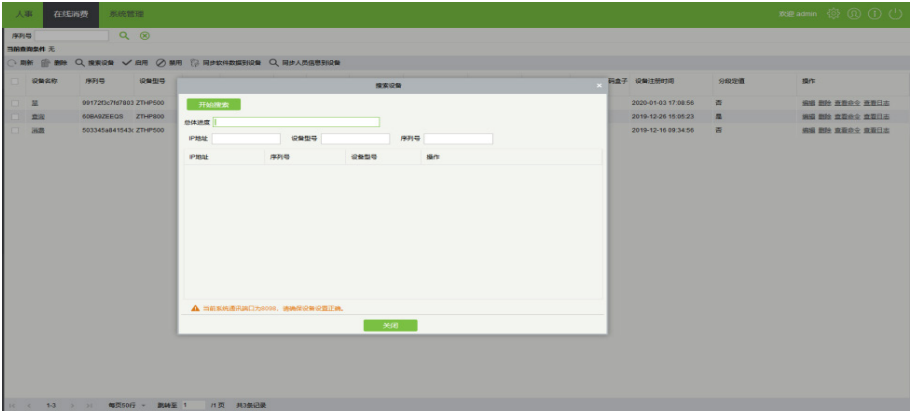 人事 在线消费 系统管理 欢迎 admin
序列号
当前查询条件 无
刷新 删除 搜索设备 启用 禁用 同步软件数据到设备 同步人员信息到设备
设备名称 序列号 设备型号 码盒子 设备注册时间 分段定值 操作
搜索设备
99172f3c7fd7803 ZTHP500 2020-01-03 17:08:56 否 编辑 删除 查看命令 查看日志
ZTHP900 2019-12-26 15:05:23 是 编辑 删除 查看命令 查看日志
消费 503345a841543c ZTHP500 2019-12-16 09:34:56 否 编辑 删除 查看命令 查看日志
开始搜索
总体进度
IP地址 设备型号 序列号
IP地址 序列号 设备型号 操作
当前系统通讯端口为8088，请确保设备设置正确。
关闭
1-3 每页50行 跳转至 1 /1 页 共3条记录